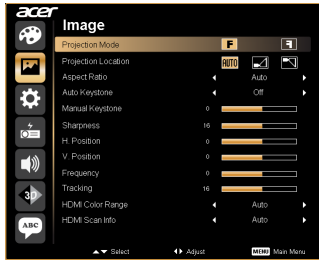 acer
Image
Projection Mode F F
Projection Location AUTO
Aspect Ratio Auto
Auto Keystone Off
Manual Keystone 0
Sharpness 16
H. Position 0
V. Position 0
Frequency 0
Tracking 16
HDMI Color Range Auto
HDMI Scan Info Auto
3D
ABC
Select Adjust MENU Main Menu